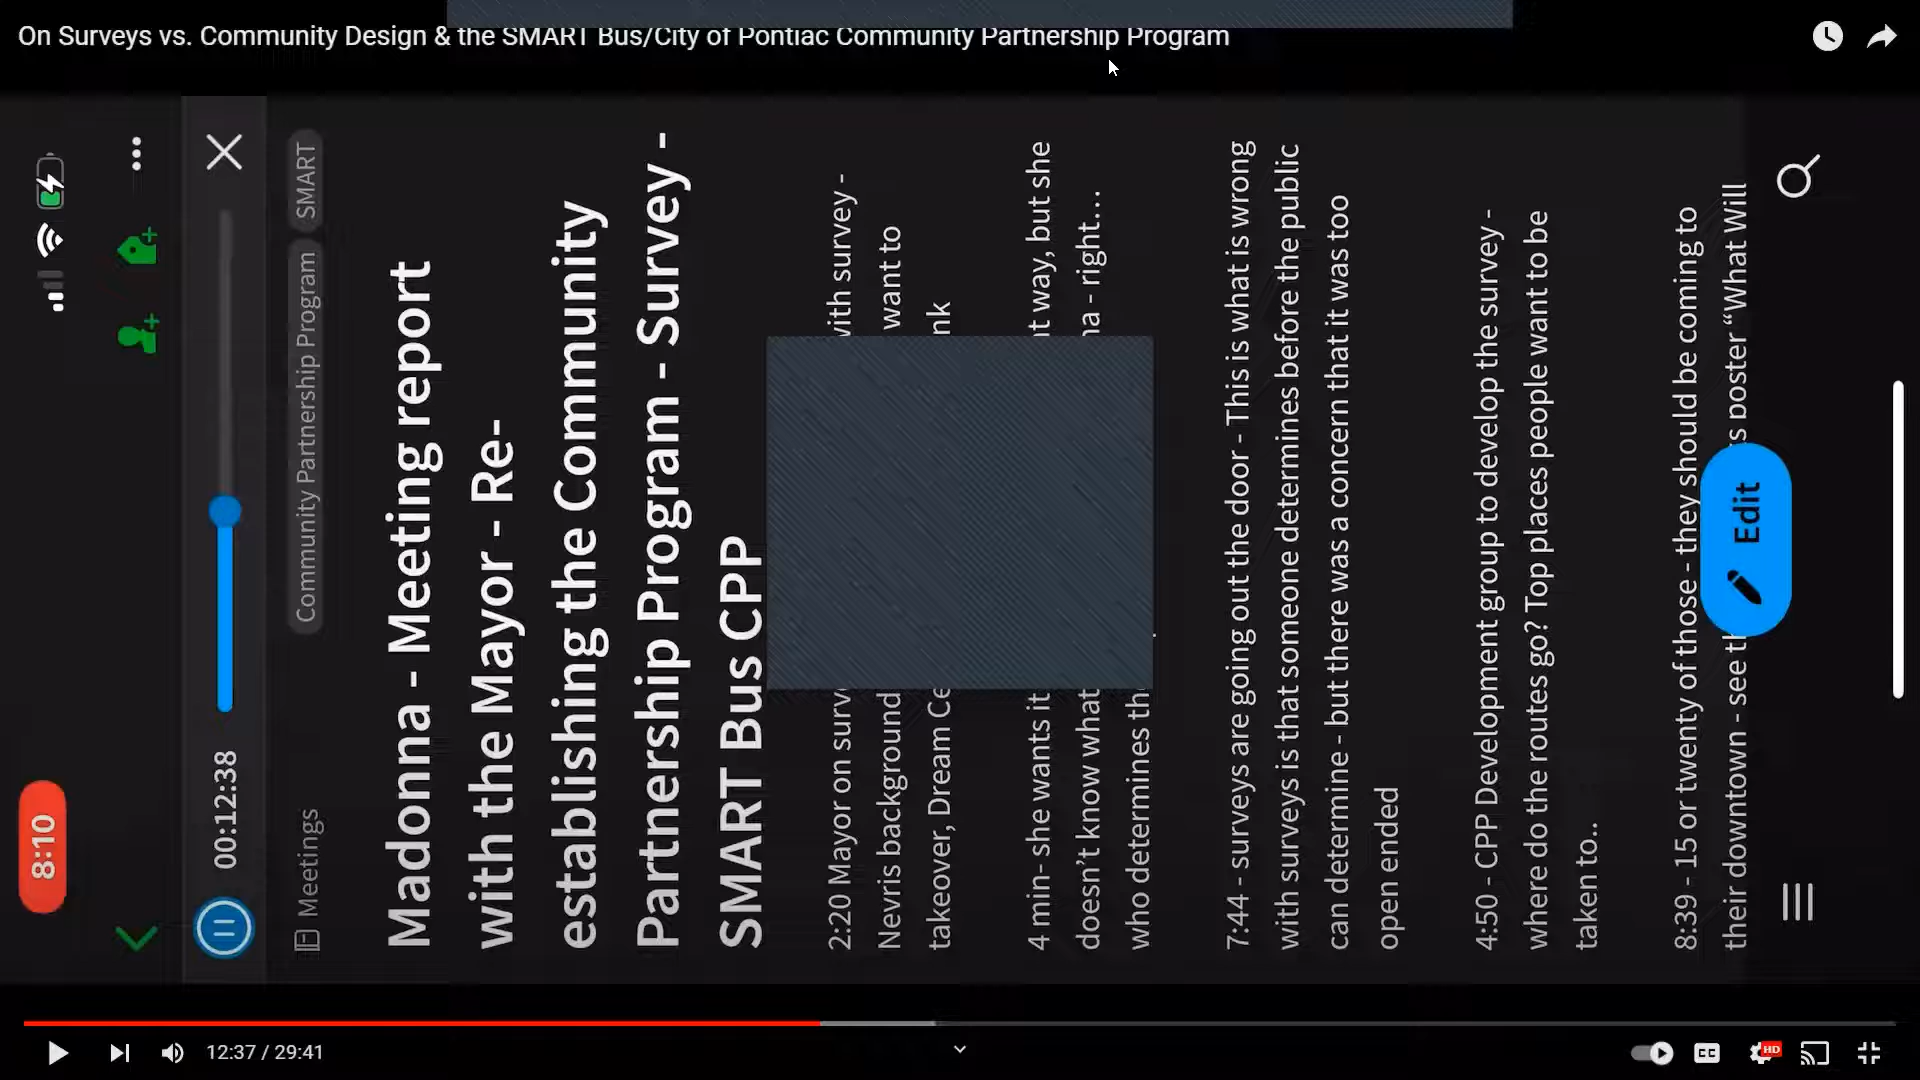 On Surveys vs. Community Design & the SMART Bus/City of Pontiac Community Partnership Program
8:10
00:12:38
Meetings
Community Partnership Program
SMART
Madonna - Meeting report
with the Mayor - Re-
establishing the Community
Partnership Program - Survey -
SMART Bus CPP
2:20 Mayor on surv with survey -
Nevris background want to
takeover, Dream
4 min- she wants it way, but she
doesn't know what - right...
who determines
7:44 - surveys are going out the door - This is what is wrong
with surveys is that someone determines before the public
can determine - but there was a concern that it was too
open ended
4:50 - CPP Development group to develop the survey -
where do the routes go? Top places people want to be
taken to..
8:39 - 15 or twenty of those - they should be coming to
their downtown - see poster “What Will
Edit
12:37 / 29:41
CC
HD